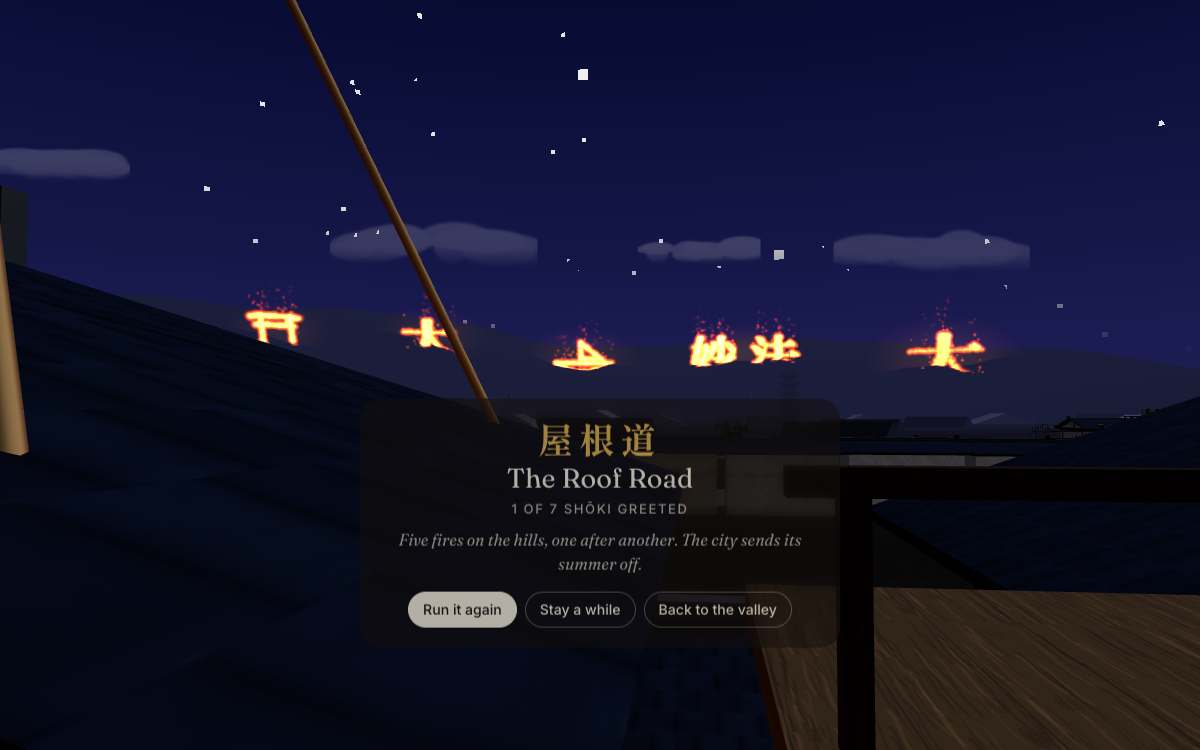 大 妙法 大
屋根道
The Roof Road
1 OF 7 SHŌKI GREETED
Five fires on the hills, one after another. The city sends its
summer off.
Run it again Stay a while Back to the valley